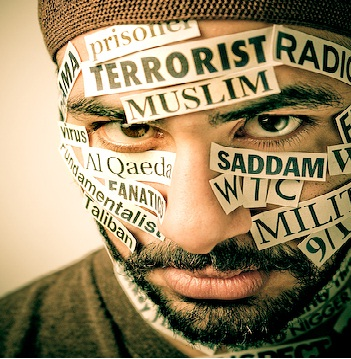 prisoner
TERRORIST
RADIC
MUSLIM
virus
Al Qaeda
SADDAM
Fundamentalist
FANATIC
WTC
Taliban
MILIT
9/11